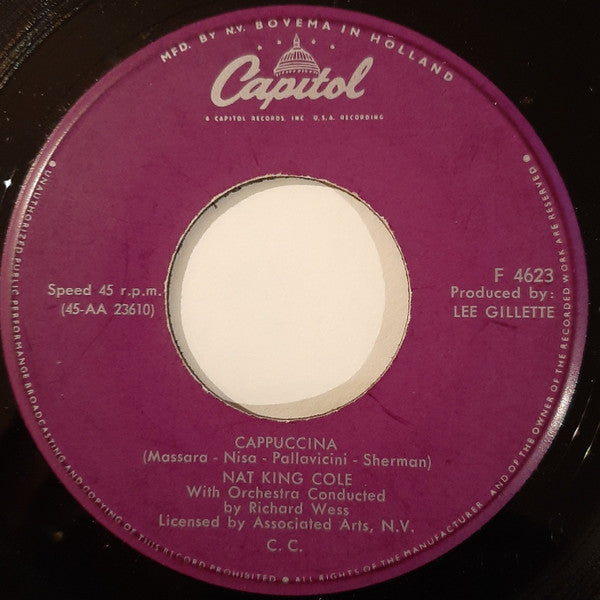 MFD. BY N.V. BOVEMA IN HOLLAND
Capitol
A CAPITOL RECORDS, INC. U.S.A. RECORDING
Speed 45 r.p.m.
(45-AA 23610)
F 4623
Produced by:
LEE GILLETTE
CAPPUCCINA
(Massara - Nisa - Pallavicini - Sherman)
NAT KING COLE
With Orchestra Conducted
by Richard Wess
Licensed by Associated Arts, N.V.
C. C.
● UNAUTHORIZED PUBLIC PERFORMANCE BROADCASTING AND COPYING OF THIS RECORD PROHIBITED ● ALL RIGHTS OF THE MANUFACTURER AND OF THE OWNER OF THE RECORDED WORK ARE RESERVED ●